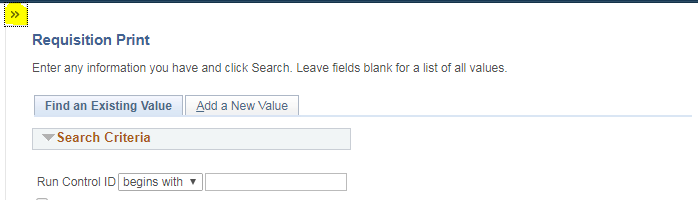 »
Requisition Print
Enter any information you have and click Search. Leave fields blank for a list of all values.
Find an Existing Value Add a New Value
Search Criteria
Run Control ID begins with